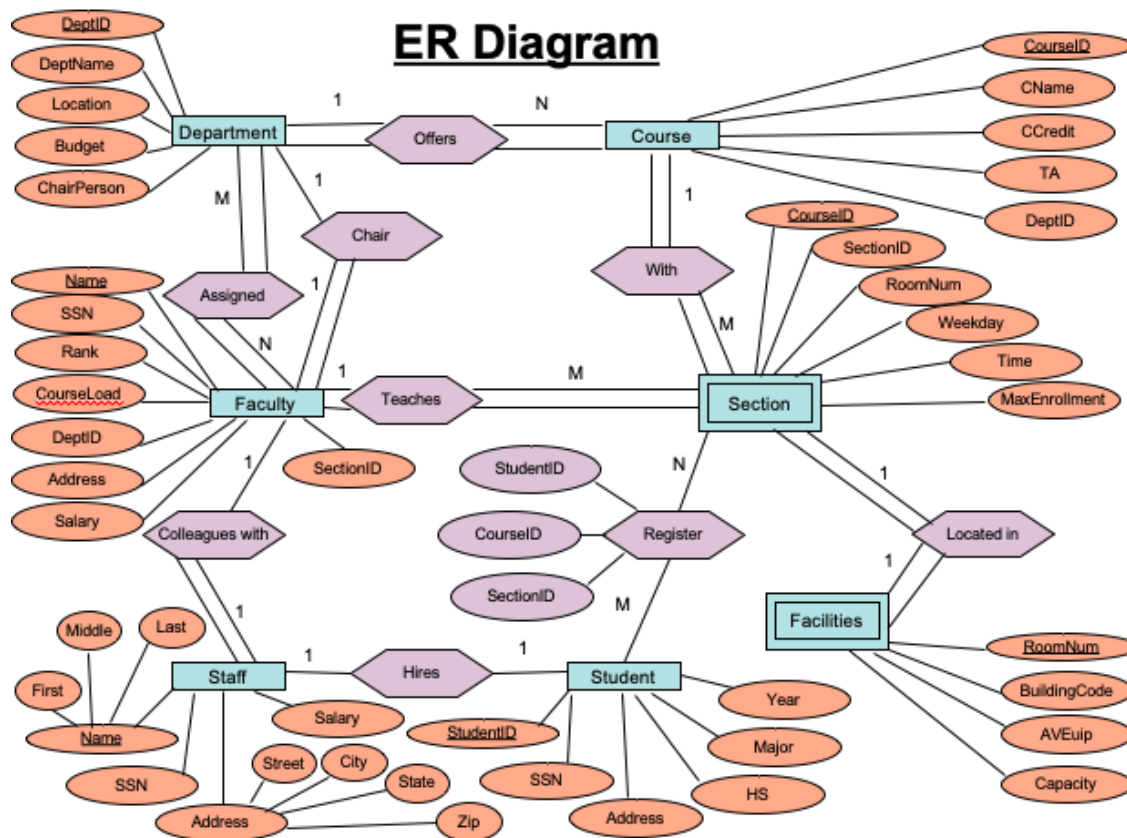 ER Diagram
DeptID
DeptName
Location
Budget
ChairPerson
Department
1
Offers
N
Course
CourseID
CName
CCredit
TA
DeptID
M
1
Chair
1
Assigned
N
1
With
M
CourseID
SectionID
RoomNum
Weekday
Time
MaxEnrollment
Name
SSN
Rank
CourseLoad
DeptID
Address
Salary
Faculty
SectionID
1
Teaches
M
Section
1
Colleagues with
1
StudentID
CourseID
SectionID
Register
N
M
1
Located in
1
Facilities
RoomNum
BuildingCode
AVEuip
Capacity
Middle
Last
First
Name
SSN
Staff
Salary
Street
City
State
Address
Zip
1
Hires
1
Student
StudentID
SSN
Address
HS
Major
Year